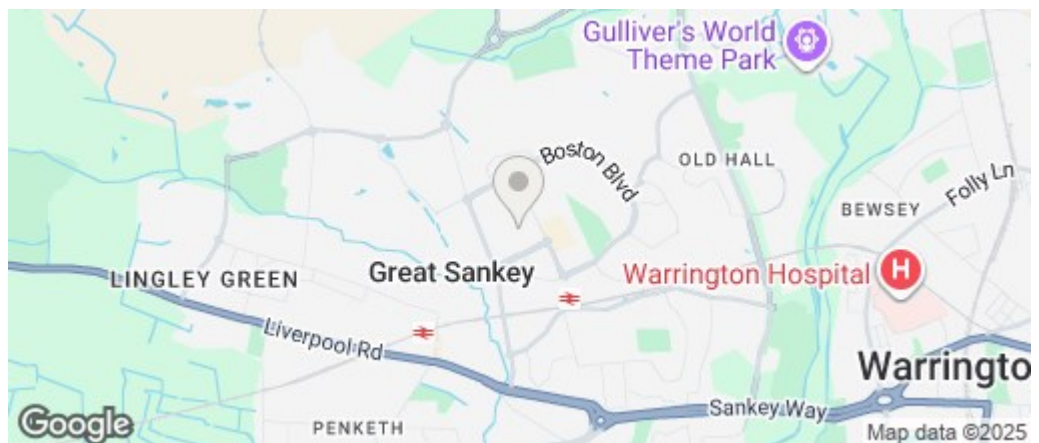 Gulliver's World
Theme Park
Boston Blvd
OLD HALL
Folly Ln
BEWSEY
Great Sankey
LINGLEY GREEN
Warrington Hospital
H
Liverpool Rd
Warringto
Sankey Way
PENKETH
Google
Map data ©2025